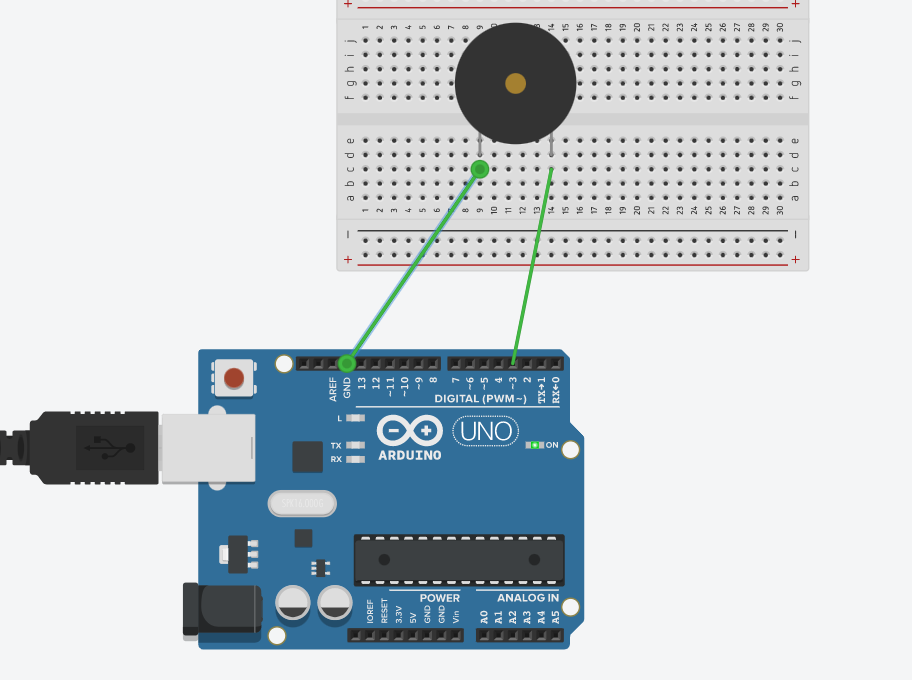 + +
1 2 3 4 5 6 7 8 9 10 13 14 15 16 17 18 19 20 21 22 23 24 25 26 27 28 29 30
j j
i i
h h
g g
f f
e e
d d
c c
b b
a a
1 2 3 4 5 6 7 8 9 10 11 12 13 14 15 16 17 18 19 20 21 22 23 24 25 26 27 28 29 30
− −
+ +
AREF GND 13 12 ~11 ~10 ~9 8 7 ~6 ~5 4 ~3 2 TX→1 RX←0
DIGITAL (PWM~)
L
TX
RX
UNO
ON
ARDUINO
POWER ANALOG IN
IOREF RESET 3.3V 5V GND GND Vin A0 A1 A2 A3 A4 A5